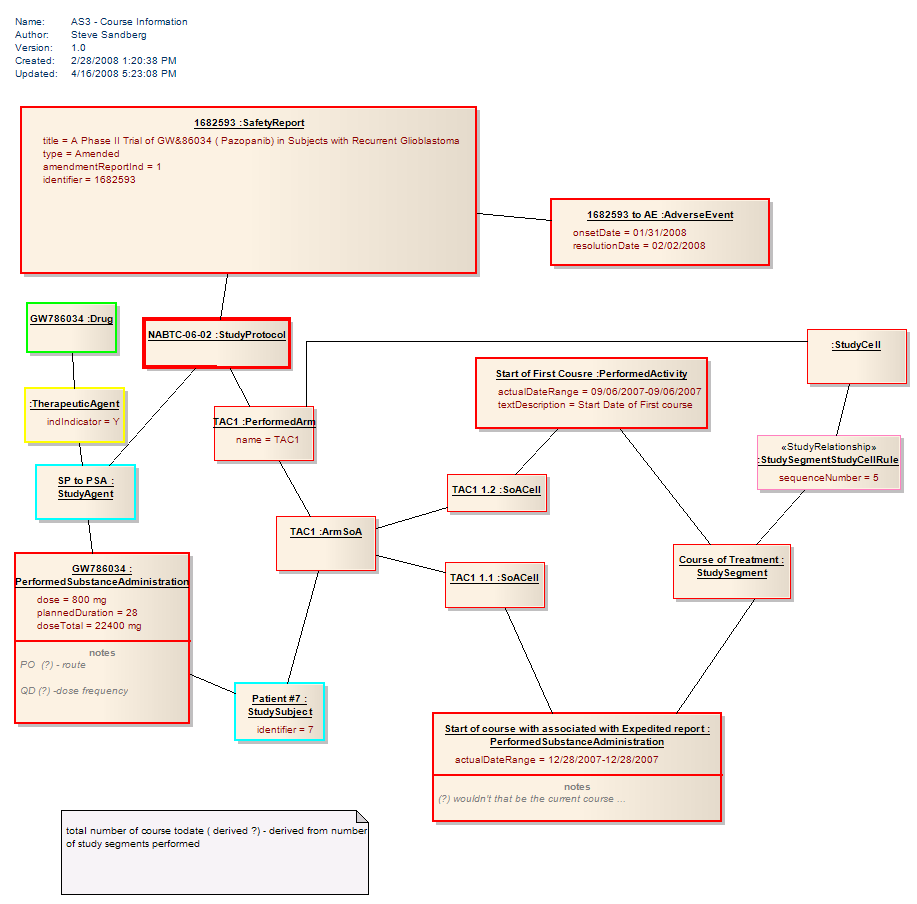 Name: AS3 - Course Information
Author: Steve Sandberg
Version: 1.0
Created: 2/28/2008 1:20:38 PM
Updated: 4/16/2008 5:23:08 PM
1682593 :SafetyReport
title = A Phase II Trial of GW&86034 ( Pazopanib) in Subjects with Recurrent Glioblastoma
type = Amended
amendmentReportInd = 1
identifier = 1682593
1682593 to AE :AdverseEvent
onsetDate = 01/31/2008
resolutionDate = 02/02/2008
GW786034 :Drug
NABTC-06-02 :StudyProtocol
:StudyCell
Start of First Cousre :PerformedActivity
actualDateRange = 09/06/2007-09/06/2007
textDescription = Start Date of First course
:TherapeuticAgent
indIndicator = Y
TAC1 :PerformedArm
name = TAC1
«StudyRelationship»
:StudySegmentStudyCellRule
sequenceNumber = 5
SP to PSA :
StudyAgent
TAC1 1.2 :SoACell
TAC1 :ArmSoA
TAC1 1.1 :SoACell
Course of Treatment :
StudySegment
GW786034 :
PerformedSubstanceAdministration
dose = 800 mg
plannedDuration = 28
doseTotal = 22400 mg
notes
PO (?) - route
QD (?) -dose frequency
Patient #7 :
StudySubject
identifier = 7
Start of course with associated with Expedited report :
PerformedSubstanceAdministration
actualDateRange = 12/28/2007-12/28/2007
notes
(?) wouldn't that be the current course ...
total number of course todate ( derived ?) - derived from number
of study segments performed